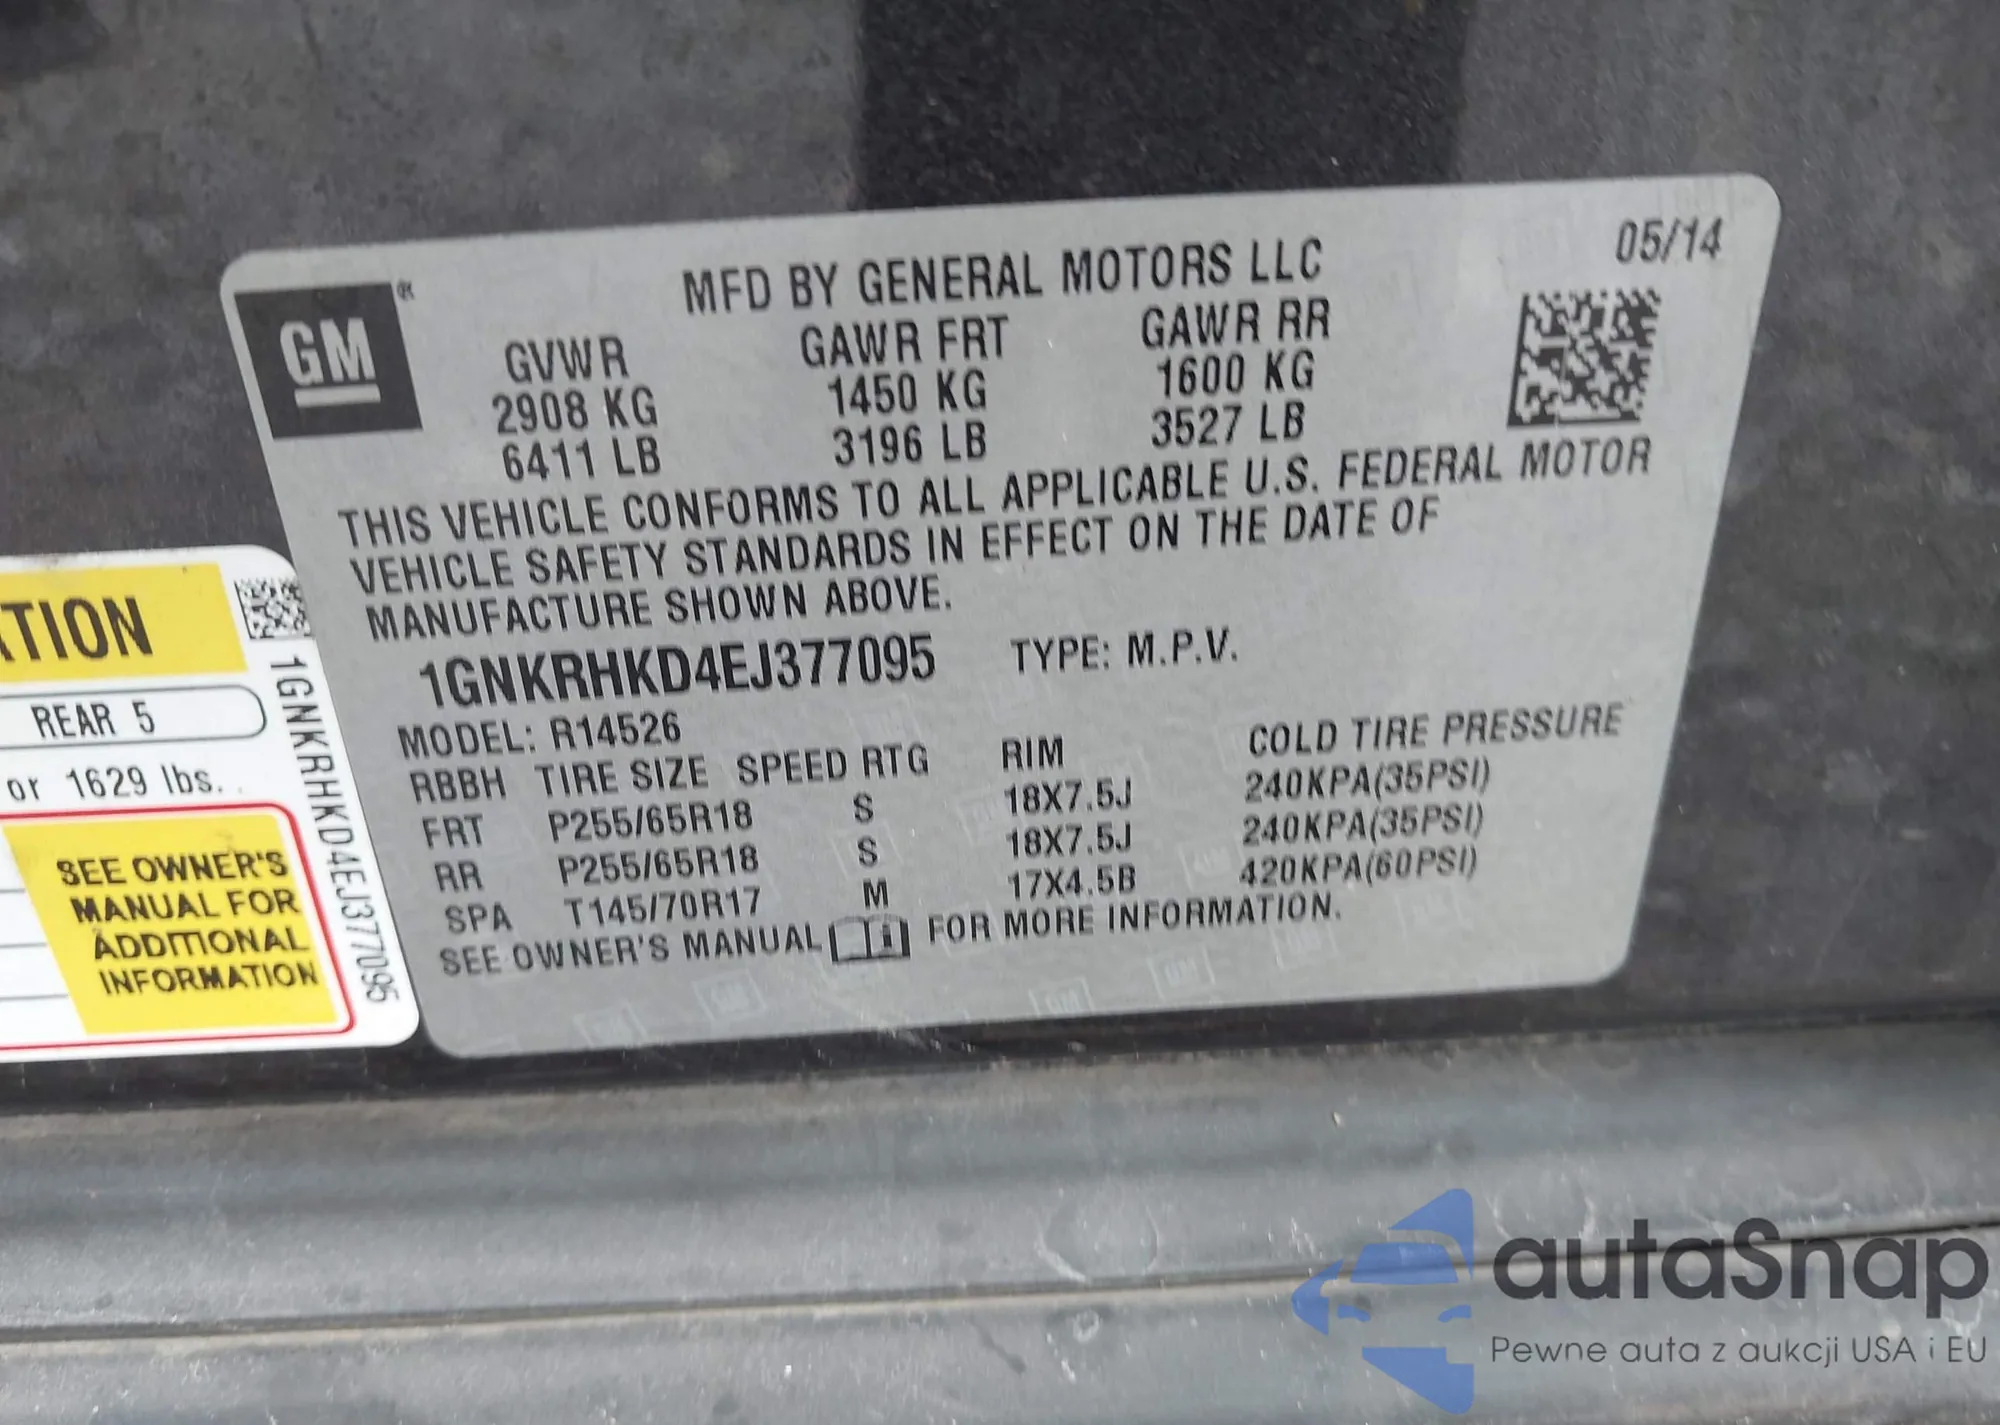 05/14
MFD BY GENERAL MOTORS LLC
GM
®
GVWR GAWR FRT GAWR RR
2908 KG 1450 KG 1600 KG
6411 LB 3196 LB 3527 LB
THIS VEHICLE CONFORMS TO ALL APPLICABLE U.S. FEDERAL MOTOR
VEHICLE SAFETY STANDARDS IN EFFECT ON THE DATE OF
MANUFACTURE SHOWN ABOVE.
1GNKRHKD4EJ377095 TYPE: M.P.V.
MODEL: R14526
RBBH TIRE SIZE SPEED RTG RIM COLD TIRE PRESSURE
FRT P255/65R18 S 18X7.5J 240KPA(35PSI)
RR P255/65R18 S 18X7.5J 240KPA(35PSI)
SPA T145/70R17 M 17X4.5B 420KPA(60PSI)
SEE OWNER'S MANUAL FOR MORE INFORMATION.
REAR 5
or 1629 lbs.
SEE OWNER'S
MANUAL FOR
ADDITIONAL
INFORMATION
1GNKRHKD4EJ377095
autaSnap
Pewne auta z aukcji USA i EU